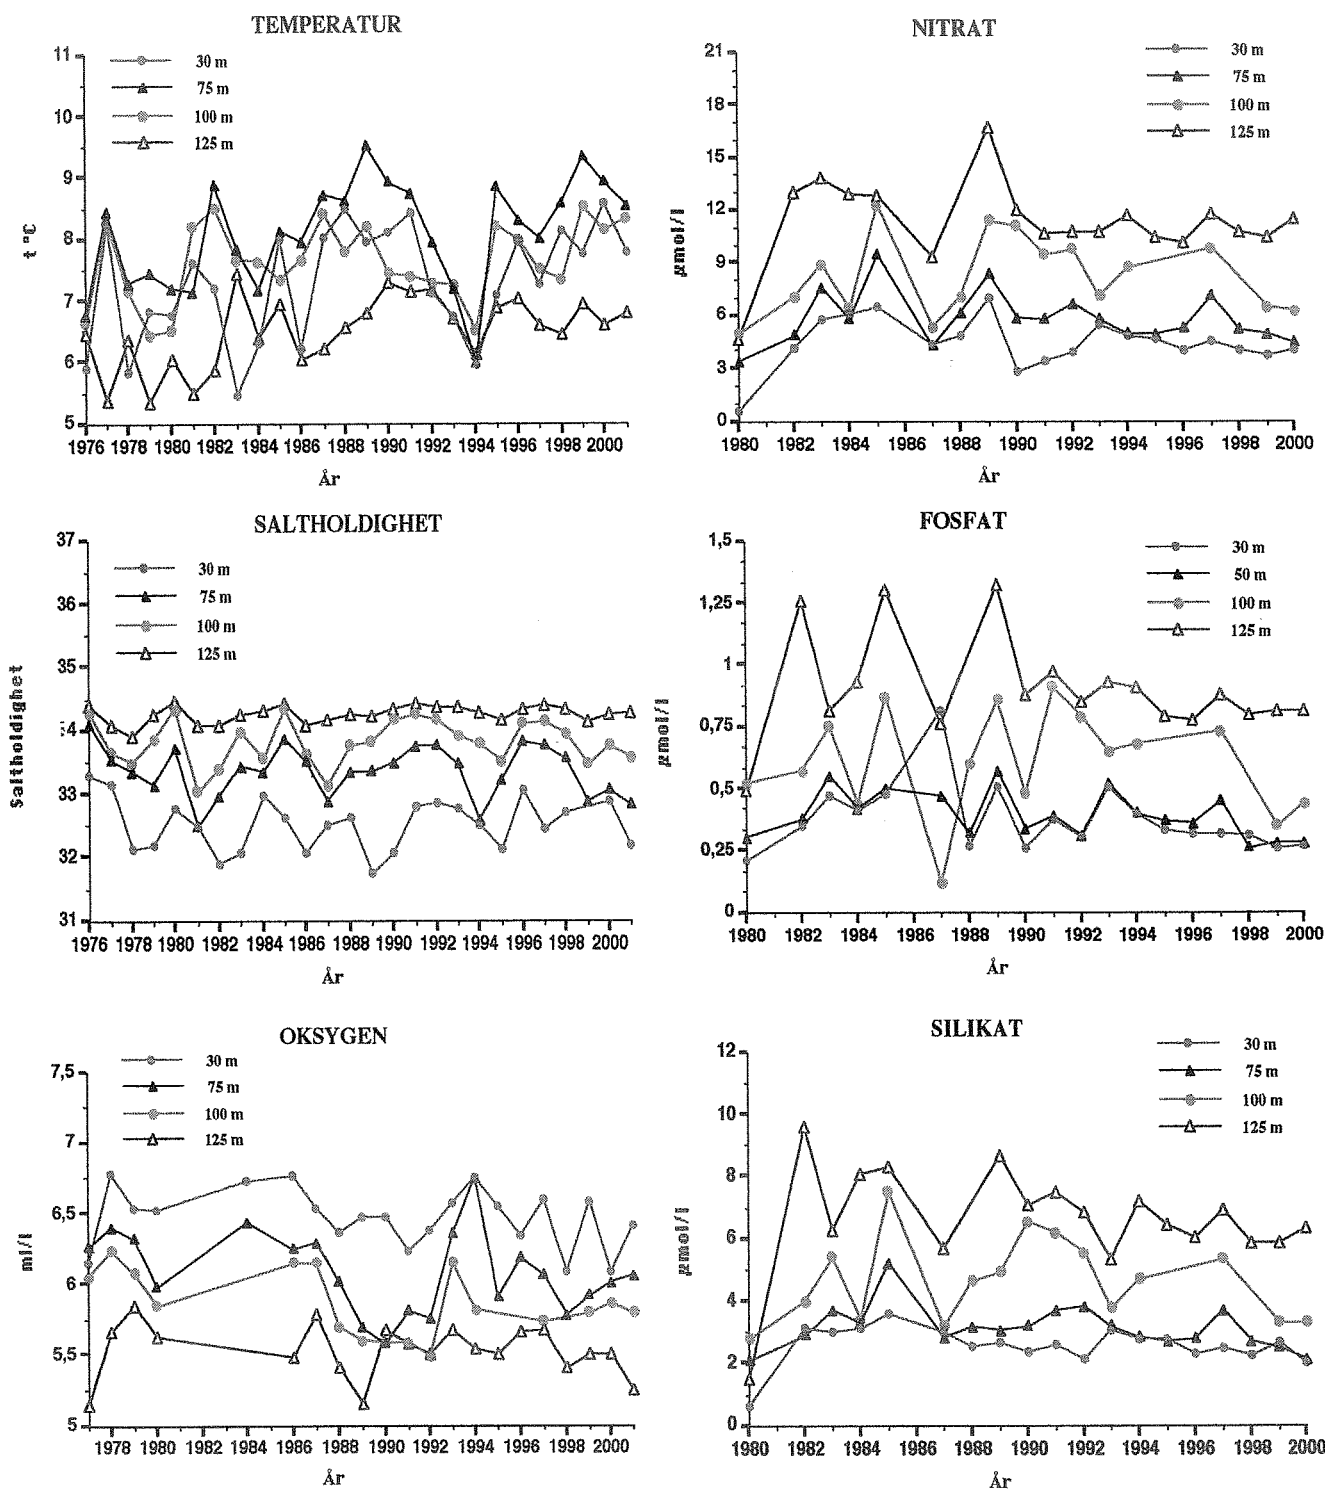 TEMPERATUR
11
10
9
8
7
6
5
t °C
30 m
75 m
100 m
125 m
1976 1978 1980 1982 1984 1986 1988 1990 1992 1994 1996 1998 2000
År
NITRAT
21
18
15
12
9
6
3
0
µmol/l
30 m
75 m
100 m
125 m
1980 1982 1984 1986 1988 1990 1992 1994 1996 1998 2000
År
SALTHOLDIGHET
37
36
35
34
33
32
31
Saltholdighet
30 m
75 m
100 m
125 m
1976 1978 1980 1982 1984 1986 1988 1990 1992 1994 1996 1998 2000
År
FOSFAT
1,5
1,25
1
0,75
0,5
0,25
0
µmol/l
30 m
50 m
100 m
125 m
1980 1982 1984 1986 1988 1990 1992 1994 1996 1998 2000
År
OKSYGEN
7,5
7
6,5
6
5,5
5
ml/l
30 m
75 m
100 m
125 m
1978 1980 1982 1984 1986 1988 1990 1992 1994 1996 1998 2000
År
SILIKAT
12
10
8
6
4
2
0
µmol/l
30 m
75 m
100 m
125 m
1980 1982 1984 1986 1988 1990 1992 1994 1996 1998 2000
År